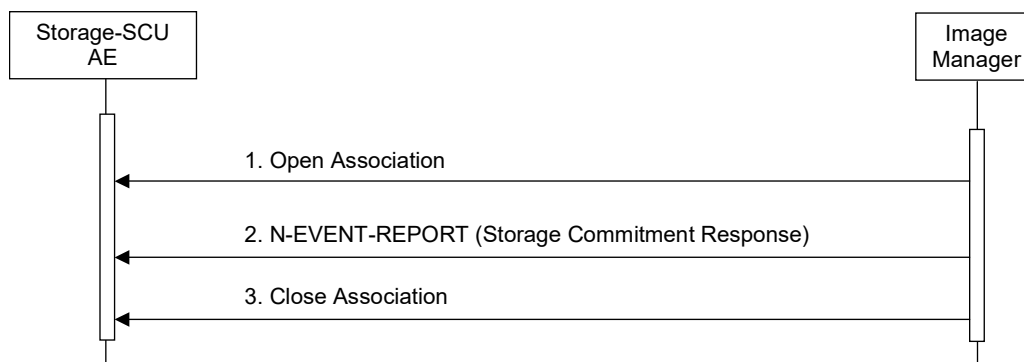 Storage-SCU
AE
Image
Manager
1. Open Association
2. N-EVENT-REPORT (Storage Commitment Response)
3. Close Association